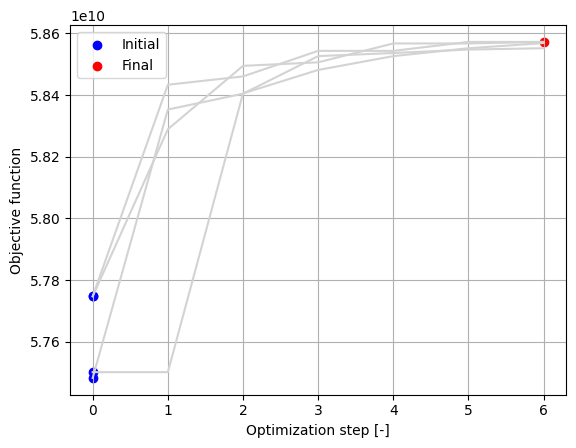 1e10
5.86
5.84
5.82
5.80
5.78
5.76
Objective function
Initial
Final
0 1 2 3 4 5 6
Optimization step [-]